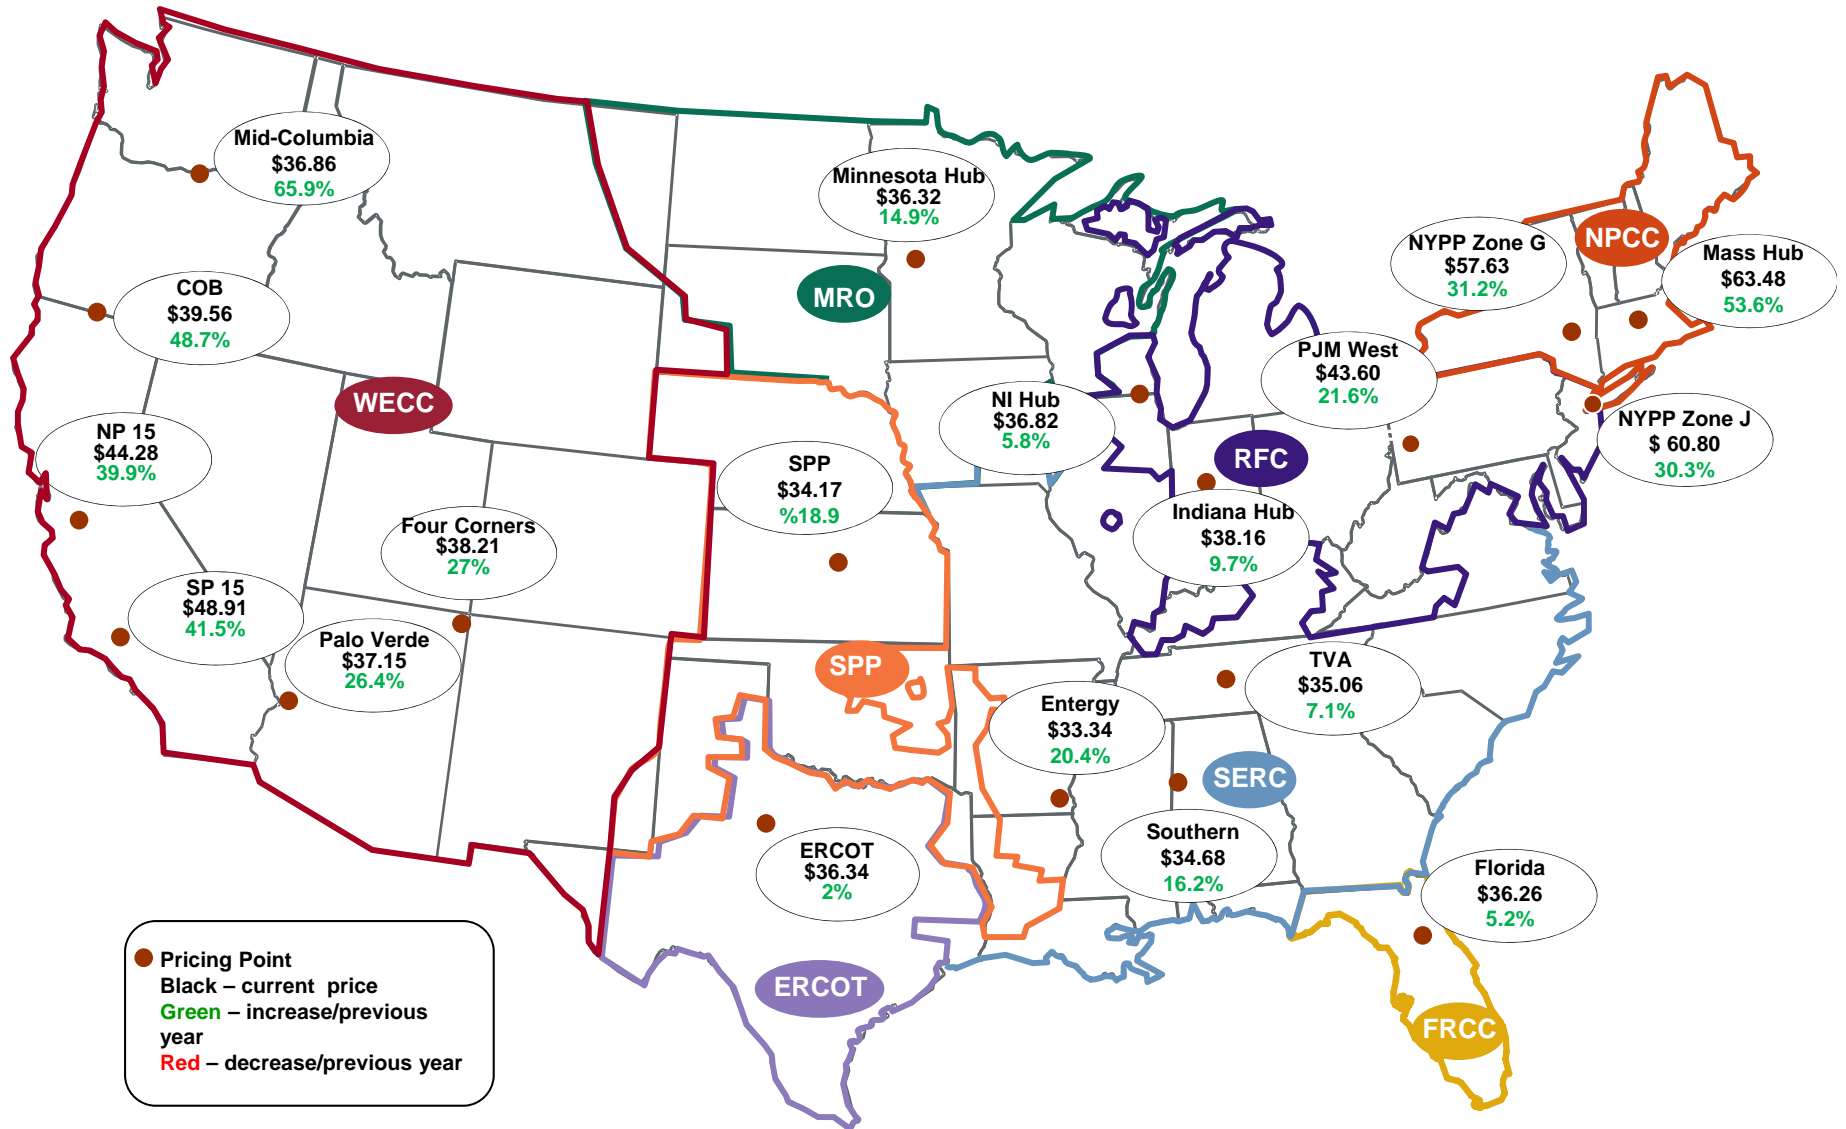 Mid-Columbia
$36.86
65.9%
Minnesota Hub
$36.32
14.9%
NYPP Zone G
$57.63
31.2%
NPCC
Mass Hub
$63.48
53.6%
COB
$39.56
48.7%
MRO
PJM West
$43.60
21.6%
WECC
NI Hub
$36.82
5.8%
NYPP Zone J
$ 60.80
30.3%
NP 15
$44.28
39.9%
SPP
$34.17
%18.9
RFC
Indiana Hub
$38.16
9.7%
Four Corners
$38.21
27%
SP 15
$48.91
41.5%
Palo Verde
$37.15
26.4%
SPP
TVA
$35.06
7.1%
Entergy
$33.34
20.4%
SERC
Southern
$34.68
16.2%
ERCOT
$36.34
2%
Florida
$36.26
5.2%
ERCOT
FRCC
Pricing Point
Black – current price
Green – increase/previous
year
Red – decrease/previous year